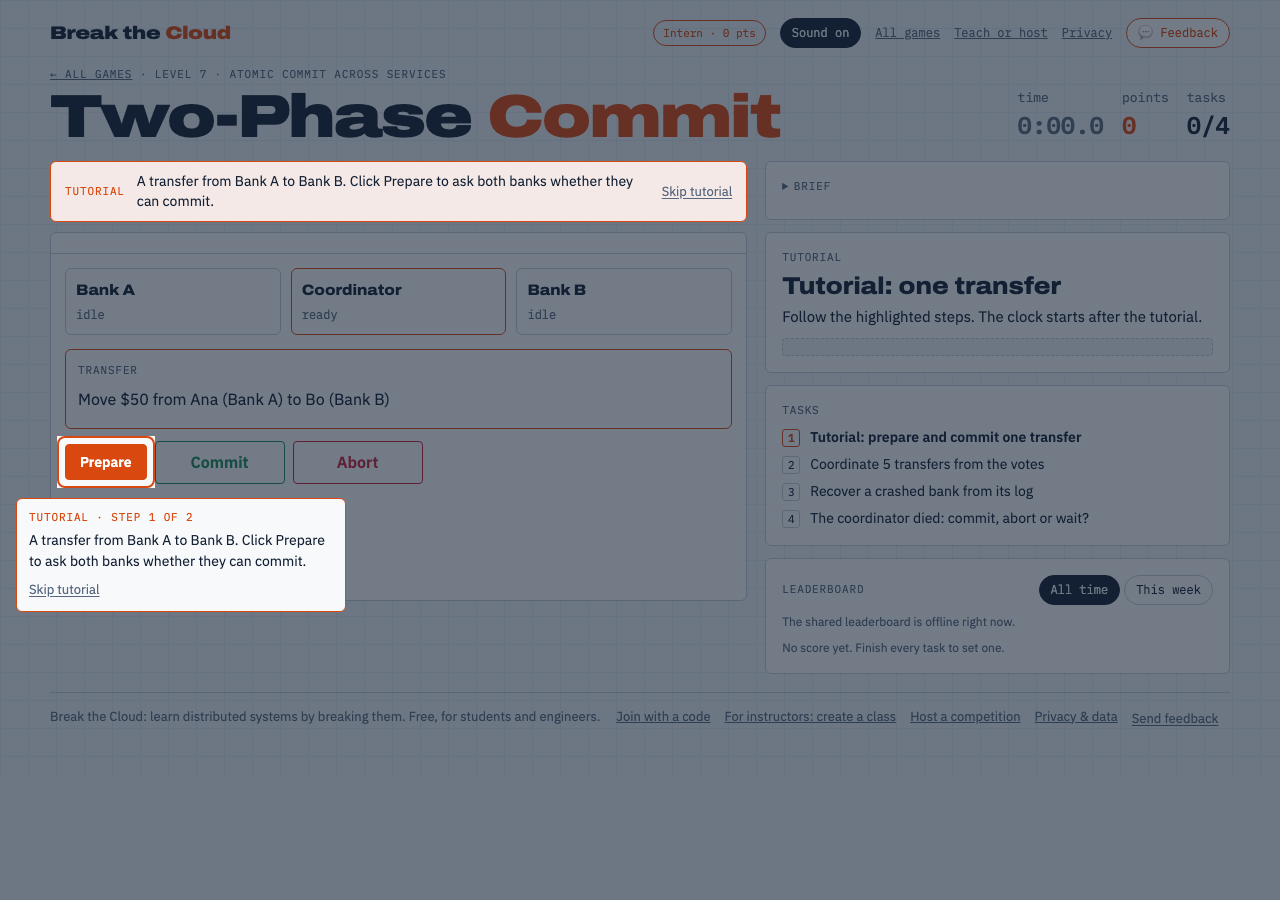 Break the Cloud
Intern · 0 pts
Sound on
All games
Teach or host
Privacy
💬 Feedback
← ALL GAMES · LEVEL 7 · ATOMIC COMMIT ACROSS SERVICES
Two-Phase Commit
time
0:00.0
points
0
tasks
0/4
TUTORIAL
A transfer from Bank A to Bank B. Click Prepare to ask both banks whether they
can commit.
Skip tutorial
Bank A
idle
Coordinator
ready
Bank B
idle
TRANSFER
Move $50 from Ana (Bank A) to Bo (Bank B)
Prepare
Commit
Abort
TUTORIAL · STEP 1 OF 2
A transfer from Bank A to Bank B. Click Prepare
to ask both banks whether they can commit.
Skip tutorial
▶ BRIEF
TUTORIAL
Tutorial: one transfer
Follow the highlighted steps. The clock starts after the tutorial.
TASKS
1 Tutorial: prepare and commit one transfer
2 Coordinate 5 transfers from the votes
3 Recover a crashed bank from its log
4 The coordinator died: commit, abort or wait?
LEADERBOARD
All time
This week
The shared leaderboard is offline right now.
No score yet. Finish every task to set one.
Break the Cloud: learn distributed systems by breaking them. Free, for students and engineers.
Join with a code
For instructors: create a class
Host a competition
Privacy & data
Send feedback